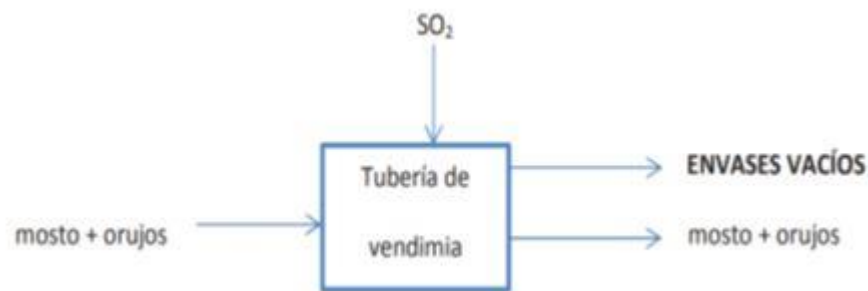 SO₂
Tubería de
ENVASES VACÍOS
mosto + orujos
vendimia
mosto + orujos